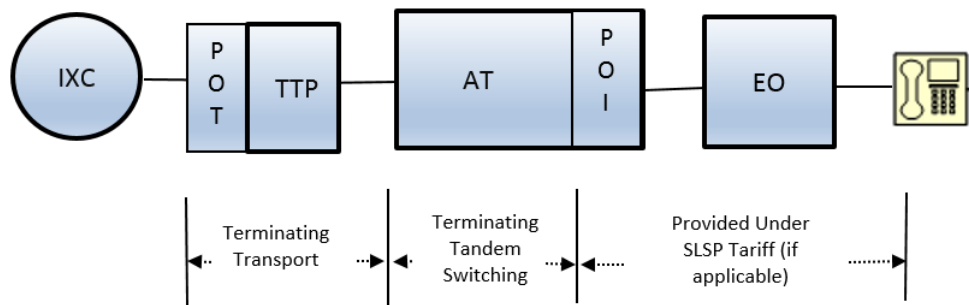 IXC
P
O
T
TTP
AT
P
O
I
EO
Terminating
Transport
Terminating
Tandem
Switching
Provided Under
SLSP Tariff (if
applicable)